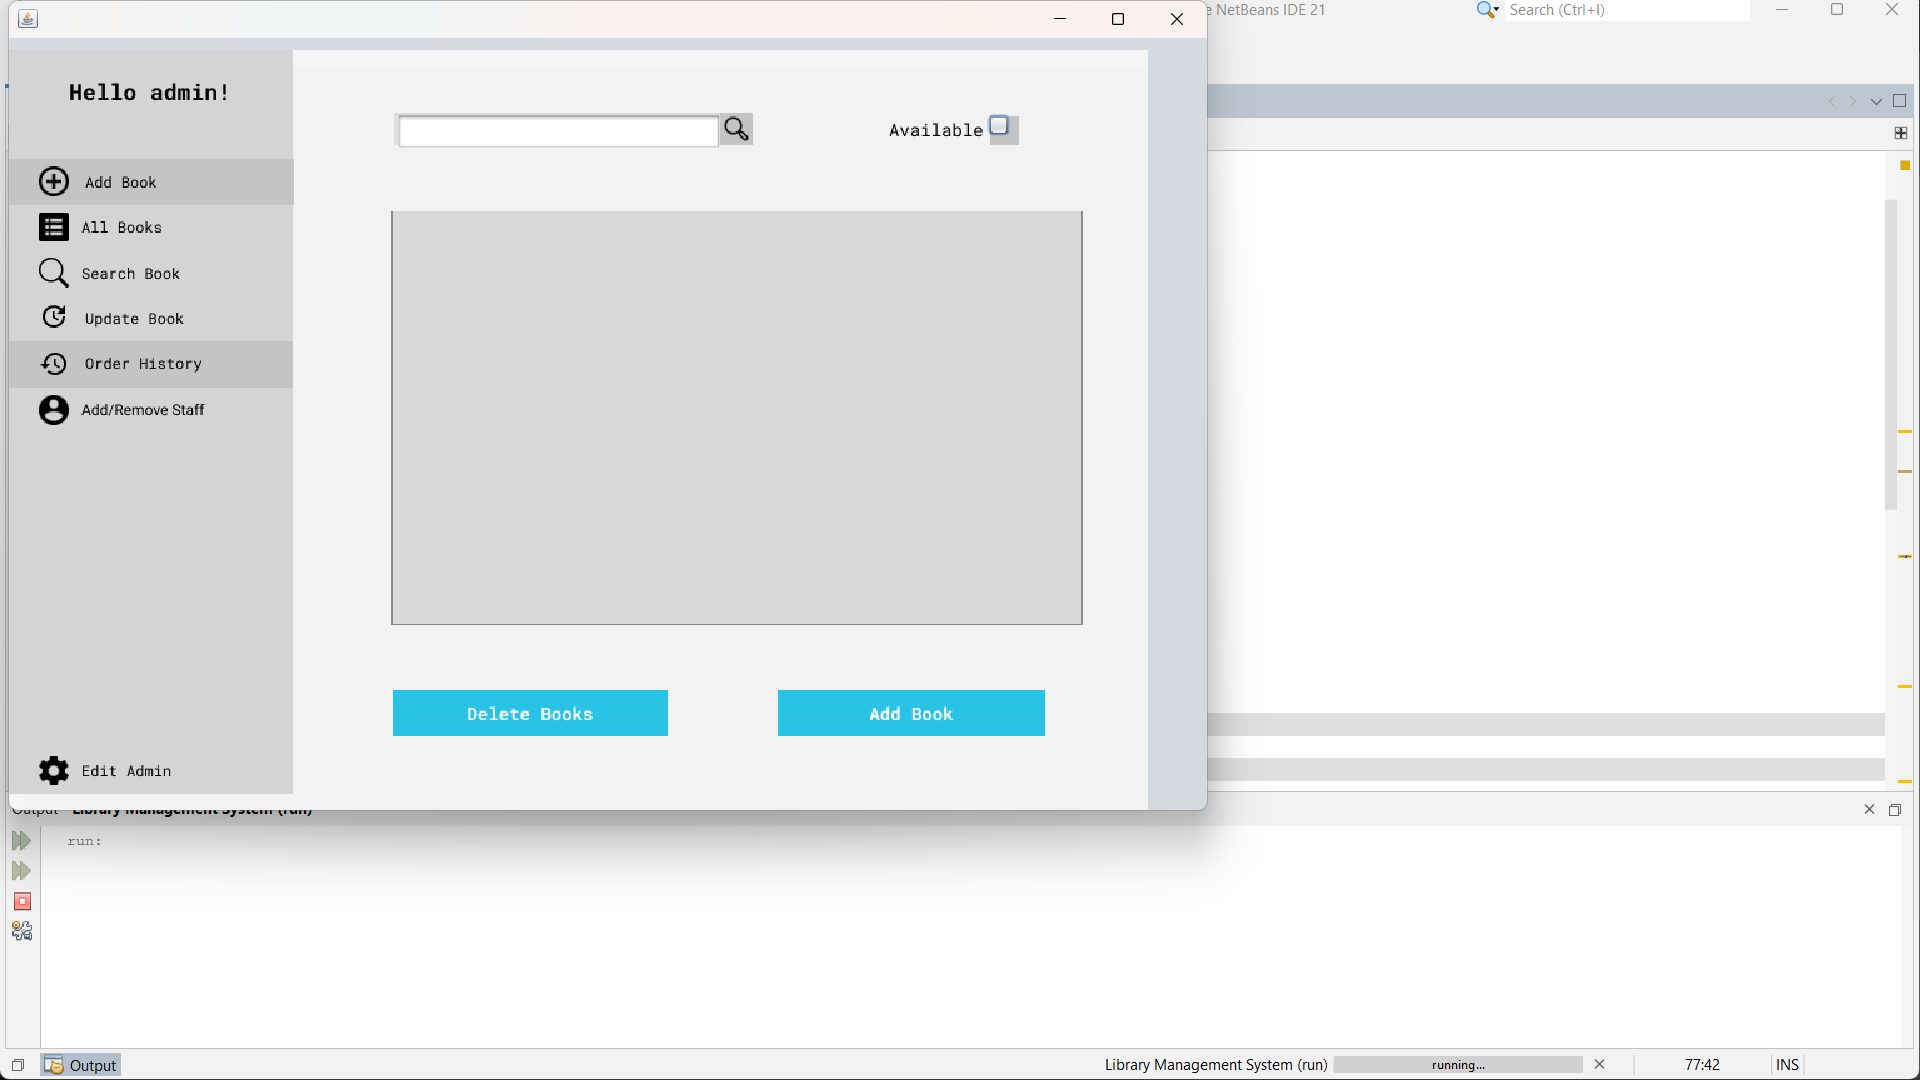 NetBeans IDE 21
Search (Ctrl+I)
Hello admin!
Available
Add Book
All Books
Search Book
Update Book
Order History
Add/Remove Staff
Delete Books
Add Book
Edit Admin
Output
Library Management System (run)
run:
Output
Library Management System (run)
running...
77:42
INS